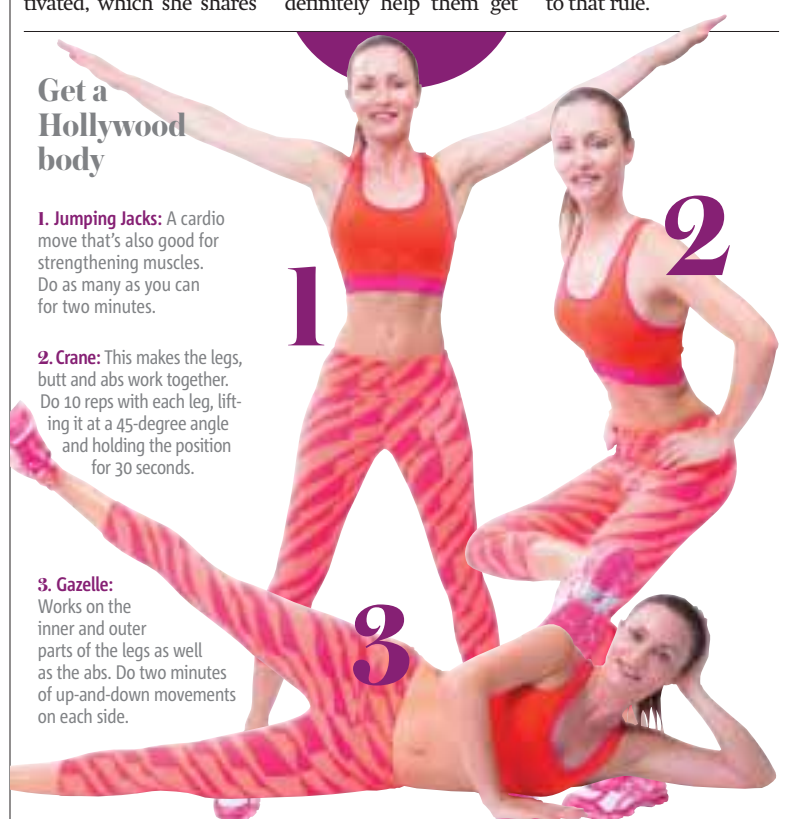 tivated, which she shares
definitely help them get
to that rule.
Get a
Hollywood
body
1. Jumping Jacks: A cardio
move that's also good for
strengthening muscles.
Do as many as you can
for two minutes.
2. Crane: This makes the legs,
butt and abs work together.
Do 10 reps with each leg, lift-
ing it at a 45-degree angle
and holding the position
for 30 seconds.
3. Gazelle:
Works on the
inner and outer
parts of the legs as well
as the abs. Do two minutes
of up-and-down movements
on each side.
1
2
3